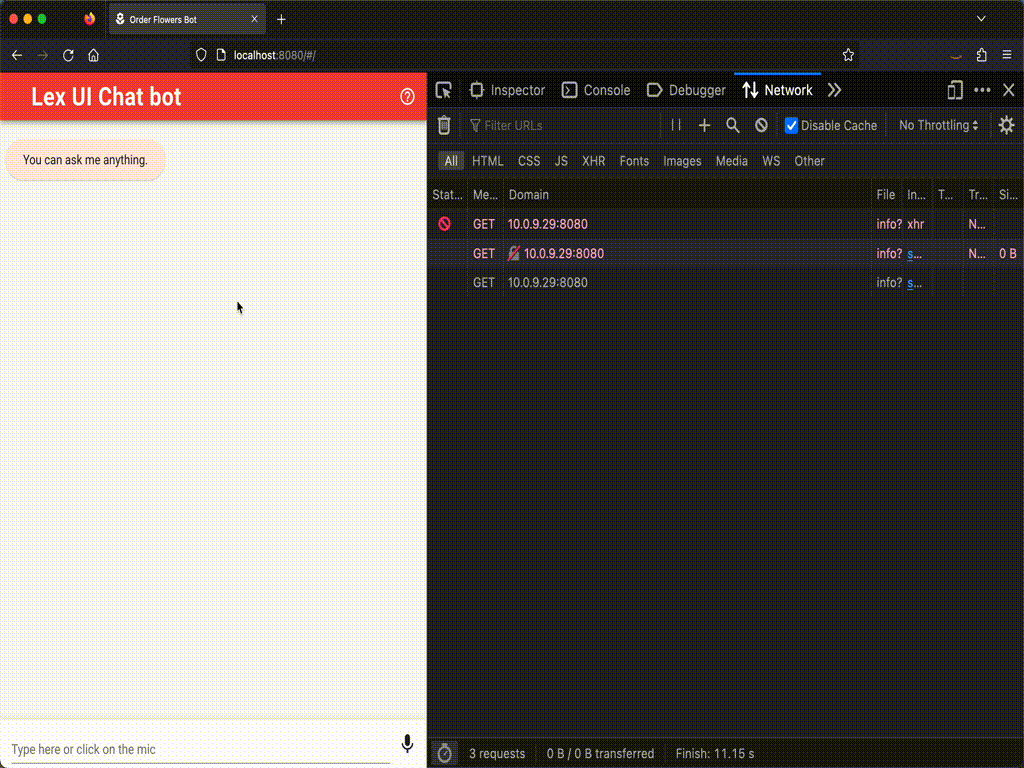 Order Flowers Bot
localhost:8080/#/
Lex UI Chat bot
You can ask me anything.
Type here or click on the mic
Inspector Console Debugger Network
Filter URLs Disable Cache No Throttling
All HTML CSS JS XHR Fonts Images Media WS Other
Stat... Me... Domain File In... T... Tr... Si...
GET 10.0.9.29:8080 info? xhr N...
GET 10.0.9.29:8080 info? s... N... 0 B
GET 10.0.9.29:8080 info? s...
3 requests 0 B / 0 B transferred Finish: 11.15 s